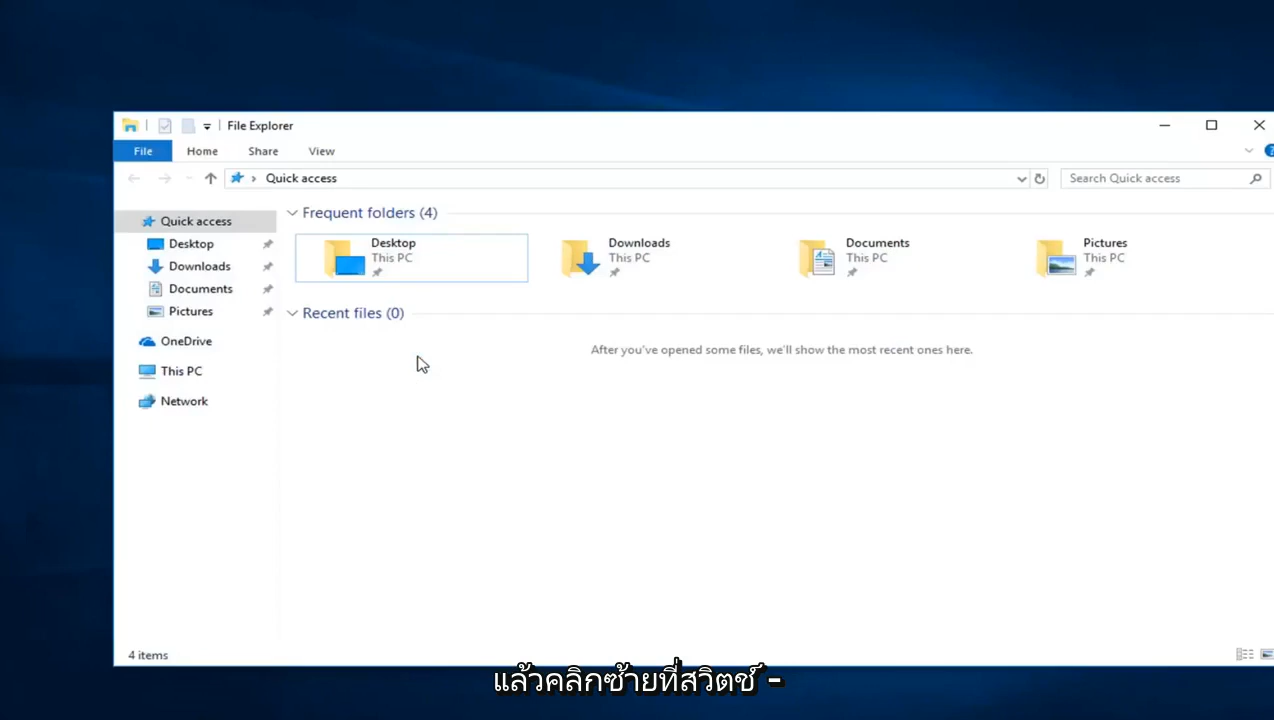 File Explorer
File Home Share View
Quick access
Search Quick access
Quick access
Desktop
Downloads
Documents
Pictures
OneDrive
This PC
Network
Frequent folders (4)
Desktop
This PC
Downloads
This PC
Documents
This PC
Pictures
This PC
Recent files (0)
After you've opened some files, we'll show the most recent ones here.
4 items
แล้วคลิกซ้ายที่สวิตช์ -